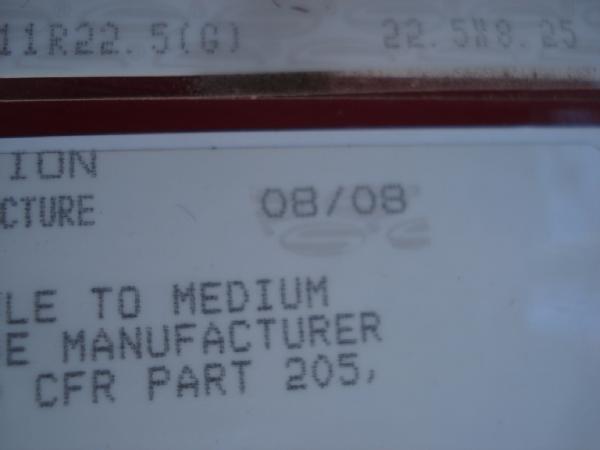 11R22.5(G) 22.5X8.25
ION
CTURE 08/08
LE TO MEDIUM
E MANUFACTURER
CFR PART 205,